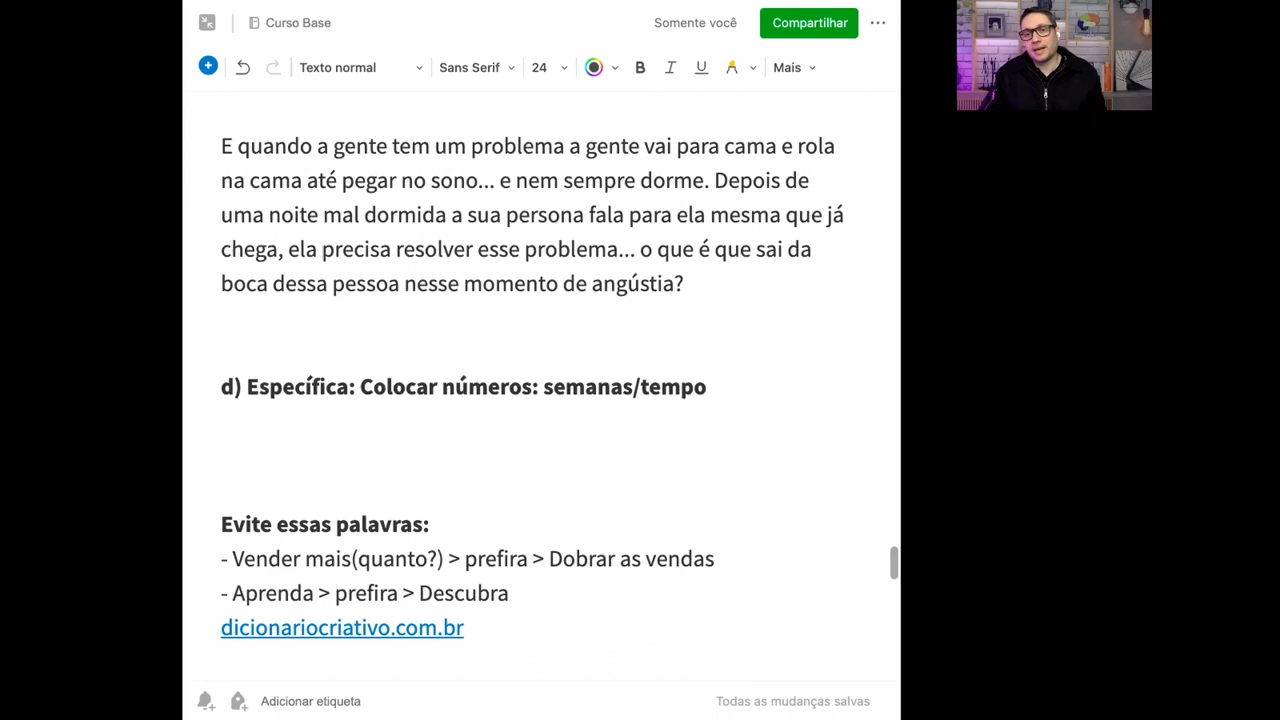 Curso Base
Somente você
Compartilhar
Texto normal
Sans Serif
24
B
I
U
A
Mais
E quando a gente tem um problema a gente vai para cama e rola
na cama até pegar no sono... e nem sempre dorme. Depois de
uma noite mal dormida a sua persona fala para ela mesma que já
chega, ela precisa resolver esse problema... o que é que sai da
boca dessa pessoa nesse momento de angústia?
d) Específica: Colocar números: semanas/tempo
Evite essas palavras:
- Vender mais(quanto?) > prefira > Dobrar as vendas
- Aprenda > prefira > Descubra
dicionariocriativo.com.br
Adicionar etiqueta
Todas as mudanças salvas